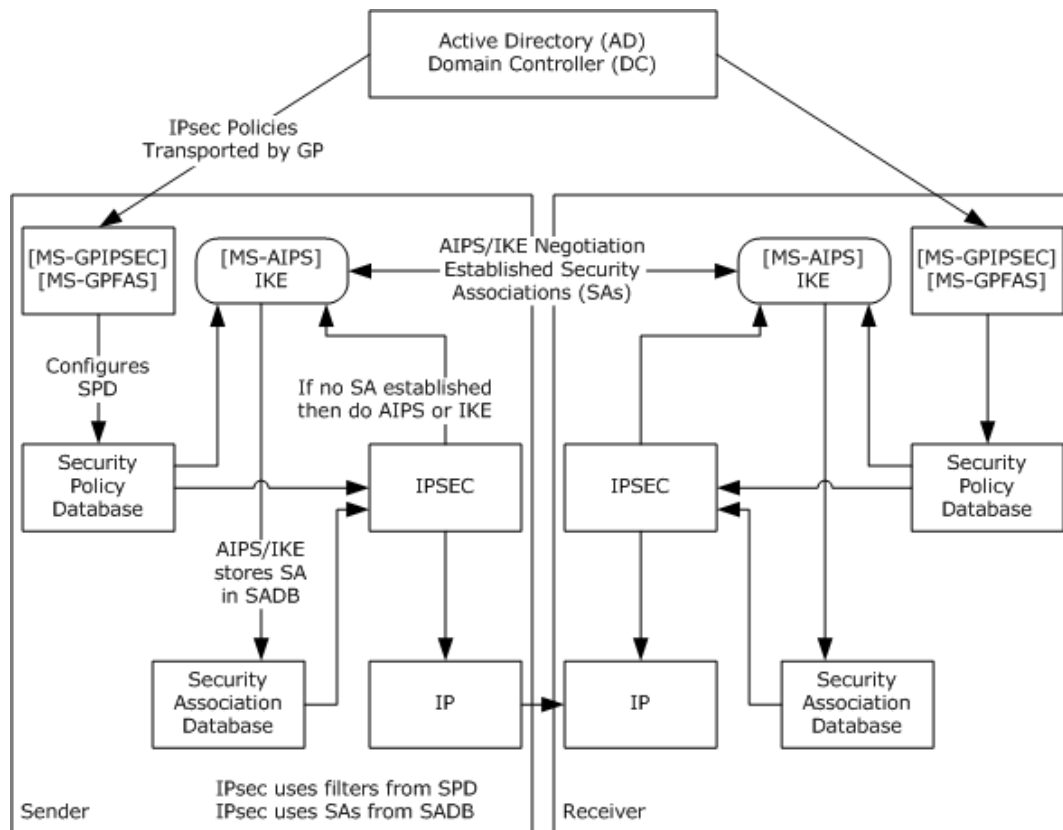 Active Directory (AD)
Domain Controller (DC)
IPsec Policies
Transported by GP
[MS-GPIPSEC]
[MS-GPFAS]
[MS-AIPS]
IKE
AIPS/IKE Negotiation
Established Security
Associations (SAs)
[MS-AIPS]
IKE
[MS-GPIPSEC]
[MS-GPFAS]
Configures
SPD
If no SA established
then do AIPS or IKE
Security
Policy
Database
IPSEC
IPSEC
Security
Policy
Database
AIPS/IKE
stores SA
in SADB
Security
Association
Database
IP
IP
Security
Association
Database
IPsec uses filters from SPD
IPsec uses SAs from SADB
Sender
Receiver